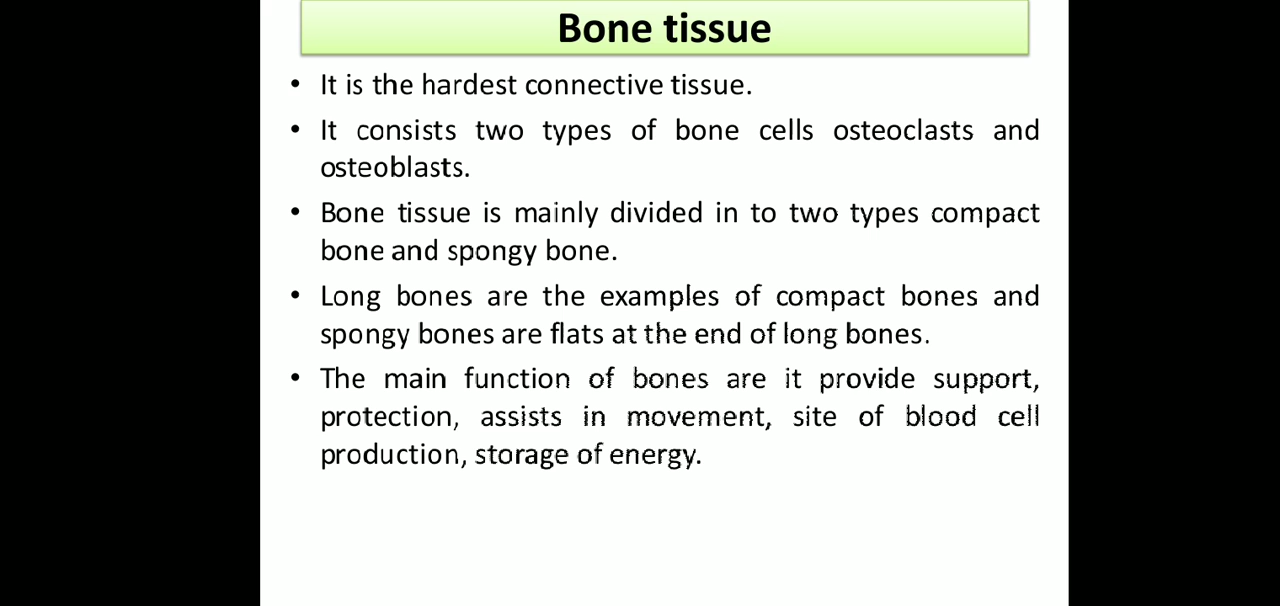 Bone tissue
• It is the hardest connective tissue.
• It consists two types of bone cells osteoclasts and
osteoblasts.
• Bone tissue is mainly divided in to two types compact
bone and spongy bone.
• Long bones are the examples of compact bones and
spongy bones are flats at the end of long bones.
• The main function of bones are it provide support,
protection, assists in movement, site of blood cell
production, storage of energy.